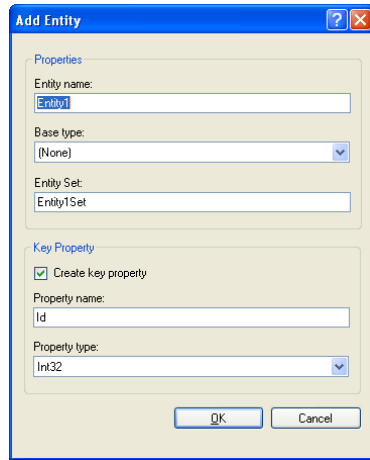 Add Entity
Properties
Entity name:
Entity1
Base type:
(None)
Entity Set:
Entity1Set
Key Property
Create key property
Property name:
Id
Property type:
Int32
OK Cancel